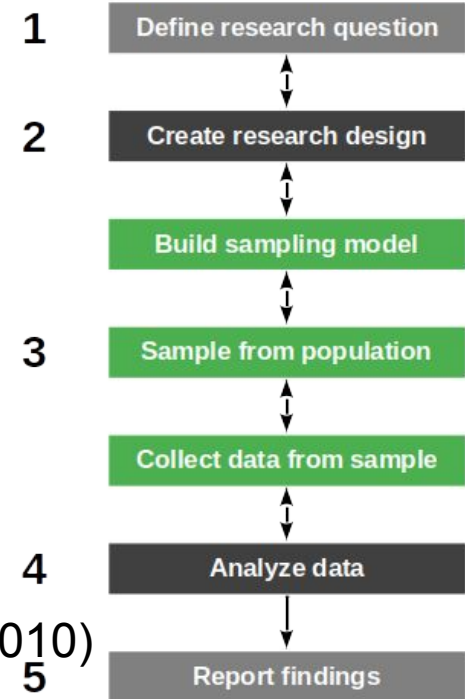 1 Define research question
2 Create research design
Build sampling model
3 Sample from population
Collect data from sample
4 Analyze data
010)
5 Report findings